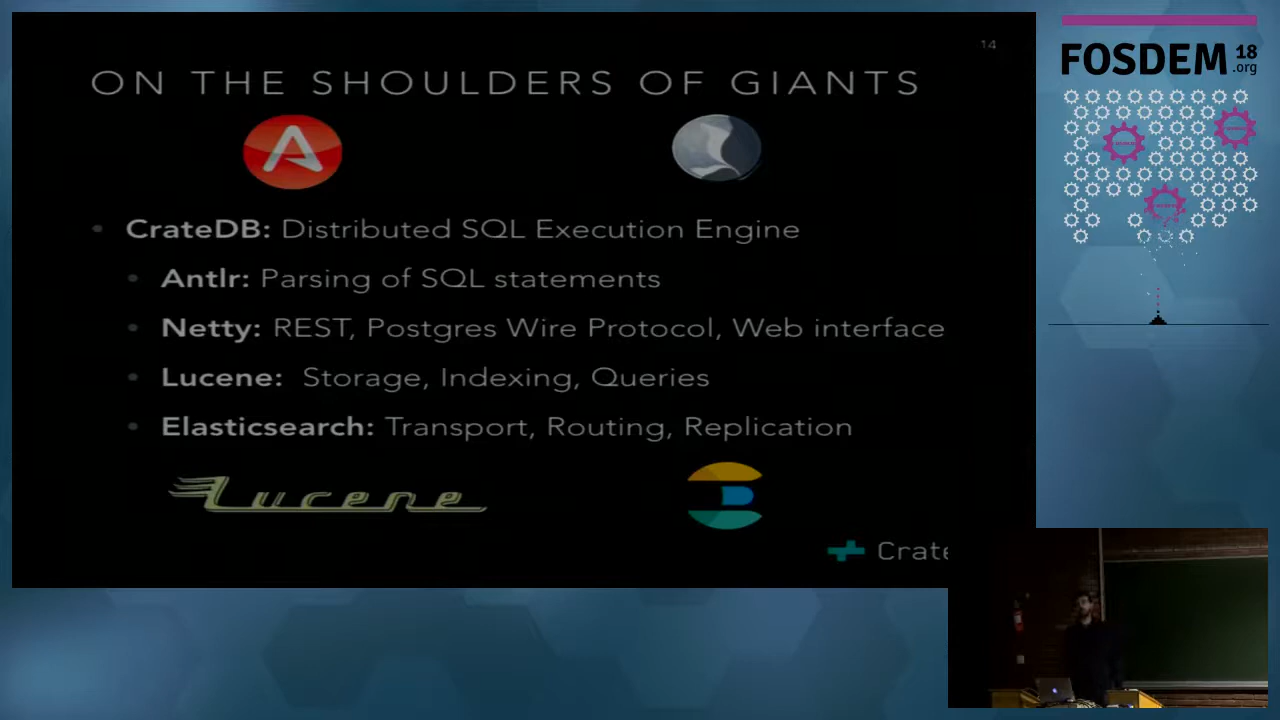 14
ON THE SHOULDERS OF GIANTS
• CrateDB: Distributed SQL Execution Engine
• Antlr: Parsing of SQL statements
• Netty: REST, Postgres Wire Protocol, Web interface
• Lucene: Storage, Indexing, Queries
• Elasticsearch: Transport, Routing, Replication
Lucene
Crate
FOSDEM 18
.org